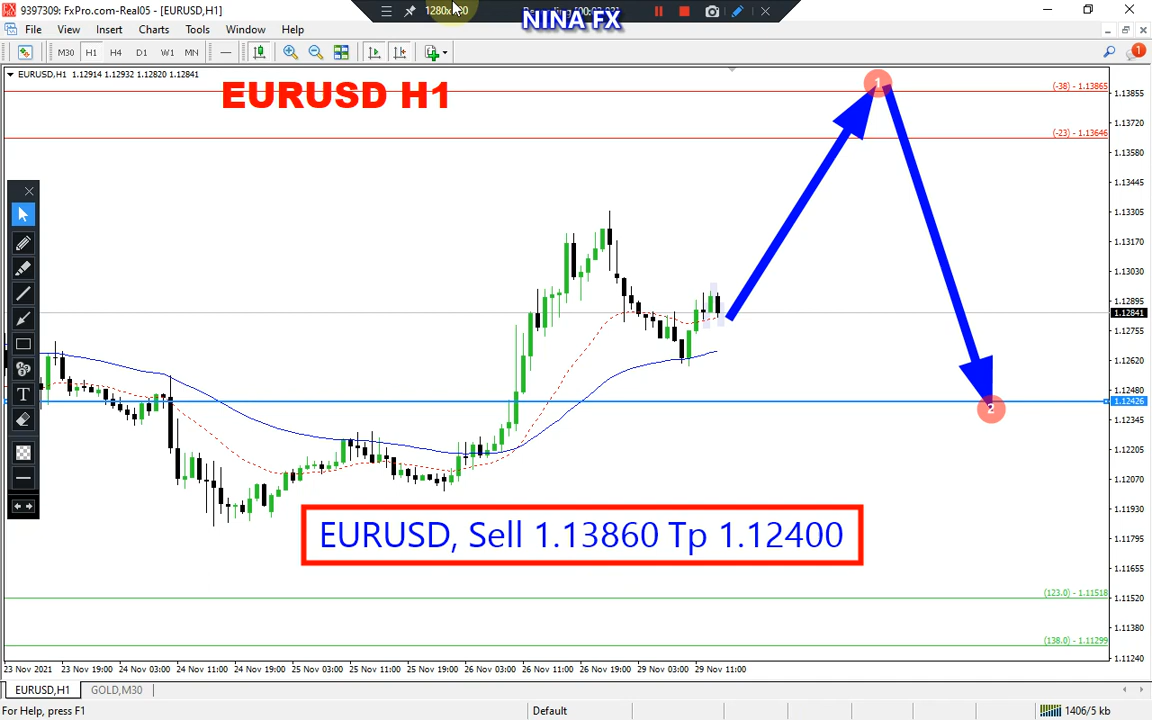 9397309: FxPro.com-Real05 - [EURUSD,H1]
1280x720
NINA FX
File View Insert Charts Tools Window Help
M30 H1 H4 D1 W1 MN
1
EURUSD,H1 1.12914 1.12932 1.12820 1.12841
EURUSD H1
1
(-38) - 1.13865
1.13855
1.13720
(-23) - 1.13646
1.13580
1.13445
1.13305
1.13170
1.13030
1.12895
1.12841
1.12755
1.12620
1.12480
1.12426
2
1.12345
1.12205
1.12070
1.11930
EURUSD, Sell 1.13860 Tp 1.12400
1.11795
1.11655
(123.0) - 1.11518
1.11520
1.11380
(138.0) - 1.11299
1.11240
T
23 Nov 2021 23 Nov 19:00 24 Nov 03:00 24 Nov 11:00 24 Nov 19:00 25 Nov 03:00 25 Nov 11:00 25 Nov 19:00 26 Nov 03:00 26 Nov 11:00 26 Nov 19:00 29 Nov 03:00 29 Nov 11:00
EURUSD,H1 GOLD,M30
For Help, press F1 Default 1406/5 kb